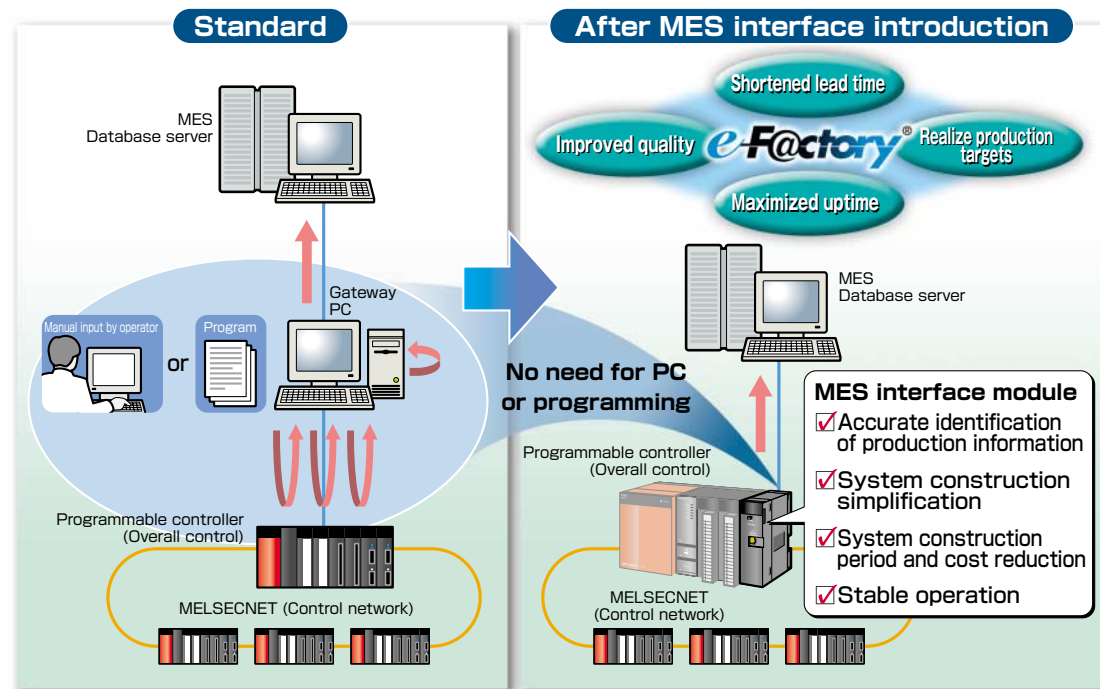 Standard
MES
Database server
Gateway
PC
Manual input by operator
or
Program
Programmable controller
(Overall control)
MELSECNET (Control network)
After MES interface introduction
Shortened lead time
Improved quality
e-F@ctory®
Realize production
targets
Maximized uptime
MES
Database server
No need for PC
or programming
Programmable controller
(Overall control)
MES interface module
Accurate identification
of production information
System construction
simplification
System construction
period and cost reduction
Stable operation
MELSECNET
(Control network)